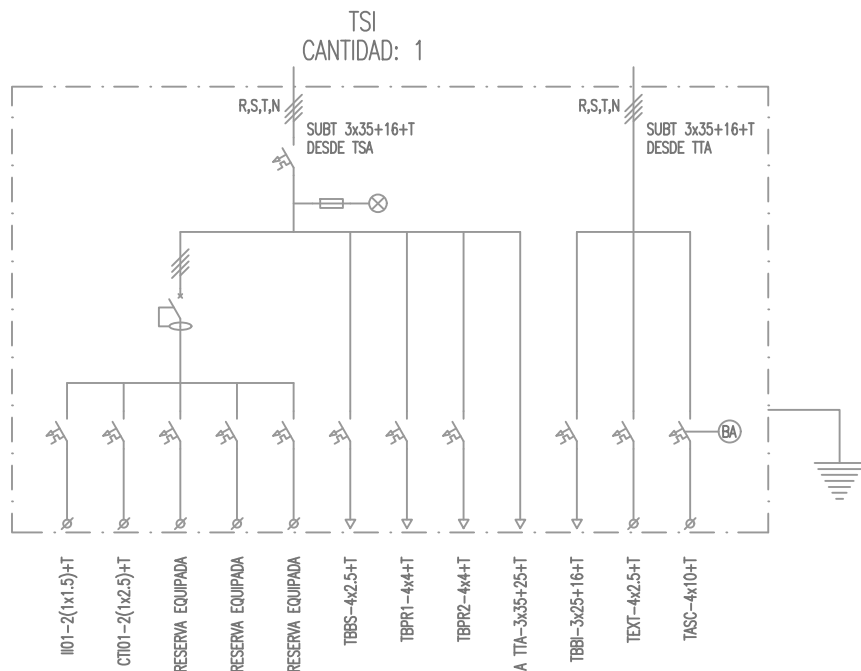 TSI
CANTIDAD: 1
R,S,T,N
SUBT 3x35+16+T
DESDE TSA
R,S,T,N
SUBT 3x35+16+T
DESDE TTA
BA
II01-2(1x1.5)+T
CTI01-2(1x2.5)+T
RESERVA EQUIPADA
RESERVA EQUIPADA
RESERVA EQUIPADA
TBBS-4x2.5+T
TBPR1-4x4+T
TBPR2-4x4+T
A TTA-3x35+25+T
TBBI-3x25+16+T
TEXT-4x2.5+T
TASC-4x10+T